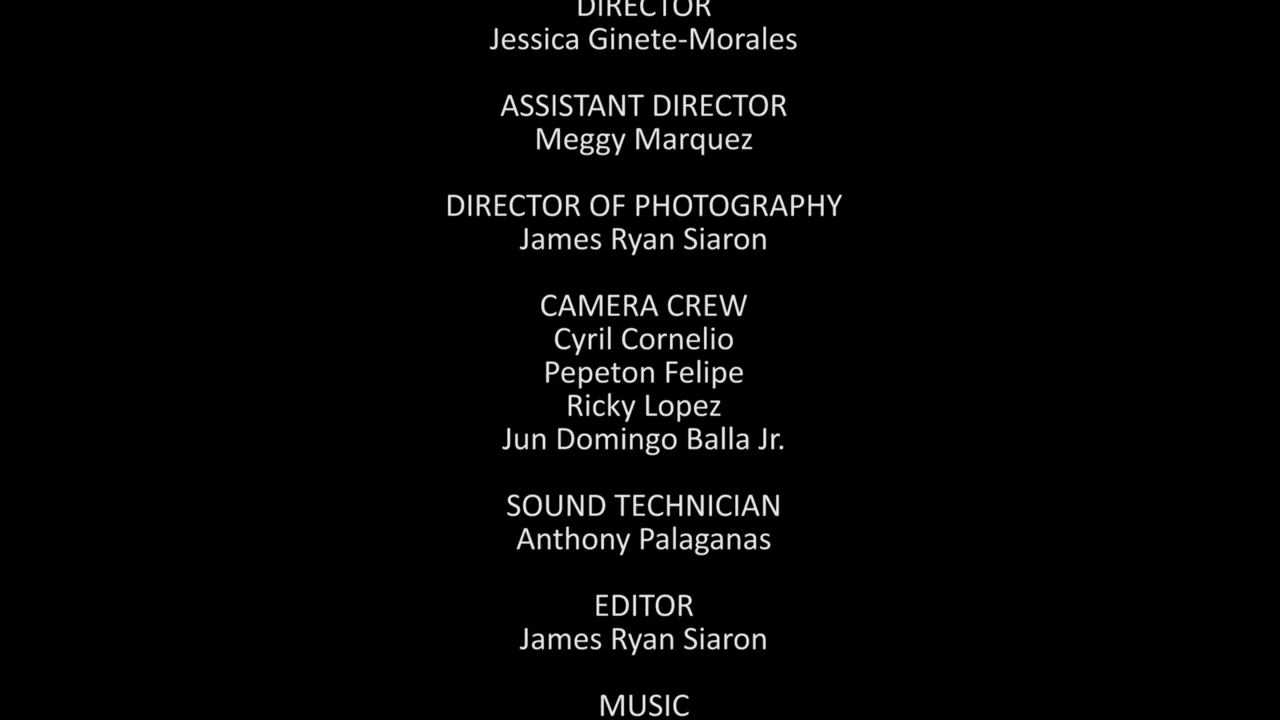 DIRECTOR
Jessica Ginete-Morales
ASSISTANT DIRECTOR
Meggy Marquez
DIRECTOR OF PHOTOGRAPHY
James Ryan Siaron
CAMERA CREW
Cyril Cornelio
Pepeton Felipe
Ricky Lopez
Jun Domingo Balla Jr.
SOUND TECHNICIAN
Anthony Palaganas
EDITOR
James Ryan Siaron
MUSIC